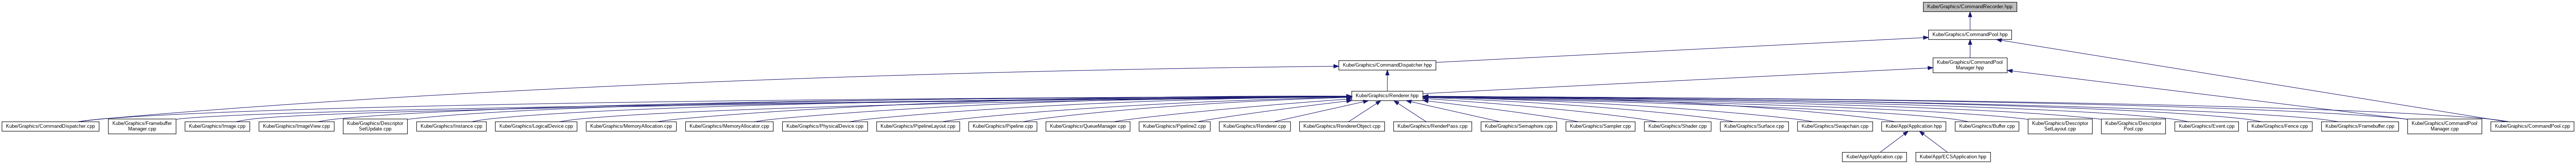 Kube/Graphics/CommandRecorder.hpp
Kube/Graphics/CommandPool.hpp
Kube/Graphics/CommandDispatcher.hpp
Kube/Graphics/CommandPool
Manager.hpp
Kube/Graphics/Renderer.hpp
Kube/Graphics/CommandDispatcher.cpp
Kube/Graphics/Framebuffer
Manager.cpp
Kube/Graphics/Image.cpp
Kube/Graphics/ImageView.cpp
Kube/Graphics/Descriptor
SetUpdate.cpp
Kube/Graphics/Instance.cpp
Kube/Graphics/LogicalDevice.cpp
Kube/Graphics/MemoryAllocation.cpp
Kube/Graphics/MemoryAllocator.cpp
Kube/Graphics/PhysicalDevice.cpp
Kube/Graphics/PipelineLayout.cpp
Kube/Graphics/Pipeline.cpp
Kube/Graphics/QueueManager.cpp
Kube/Graphics/Pipeline2.cpp
Kube/Graphics/Renderer.cpp
Kube/Graphics/RendererObject.cpp
Kube/Graphics/RenderPass.cpp
Kube/Graphics/Semaphore.cpp
Kube/Graphics/Sampler.cpp
Kube/Graphics/Shader.cpp
Kube/Graphics/Surface.cpp
Kube/Graphics/Swapchain.cpp
Kube/App/Application.hpp
Kube/Graphics/Buffer.cpp
Kube/Graphics/Descriptor
SetLayout.cpp
Kube/Graphics/Descriptor
Pool.cpp
Kube/Graphics/Event.cpp
Kube/Graphics/Fence.cpp
Kube/Graphics/Framebuffer.cpp
Kube/Graphics/CommandPool
Manager.cpp
Kube/Graphics/CommandPool.cpp
Kube/App/Application.cpp
Kube/App/ECSApplication.hpp